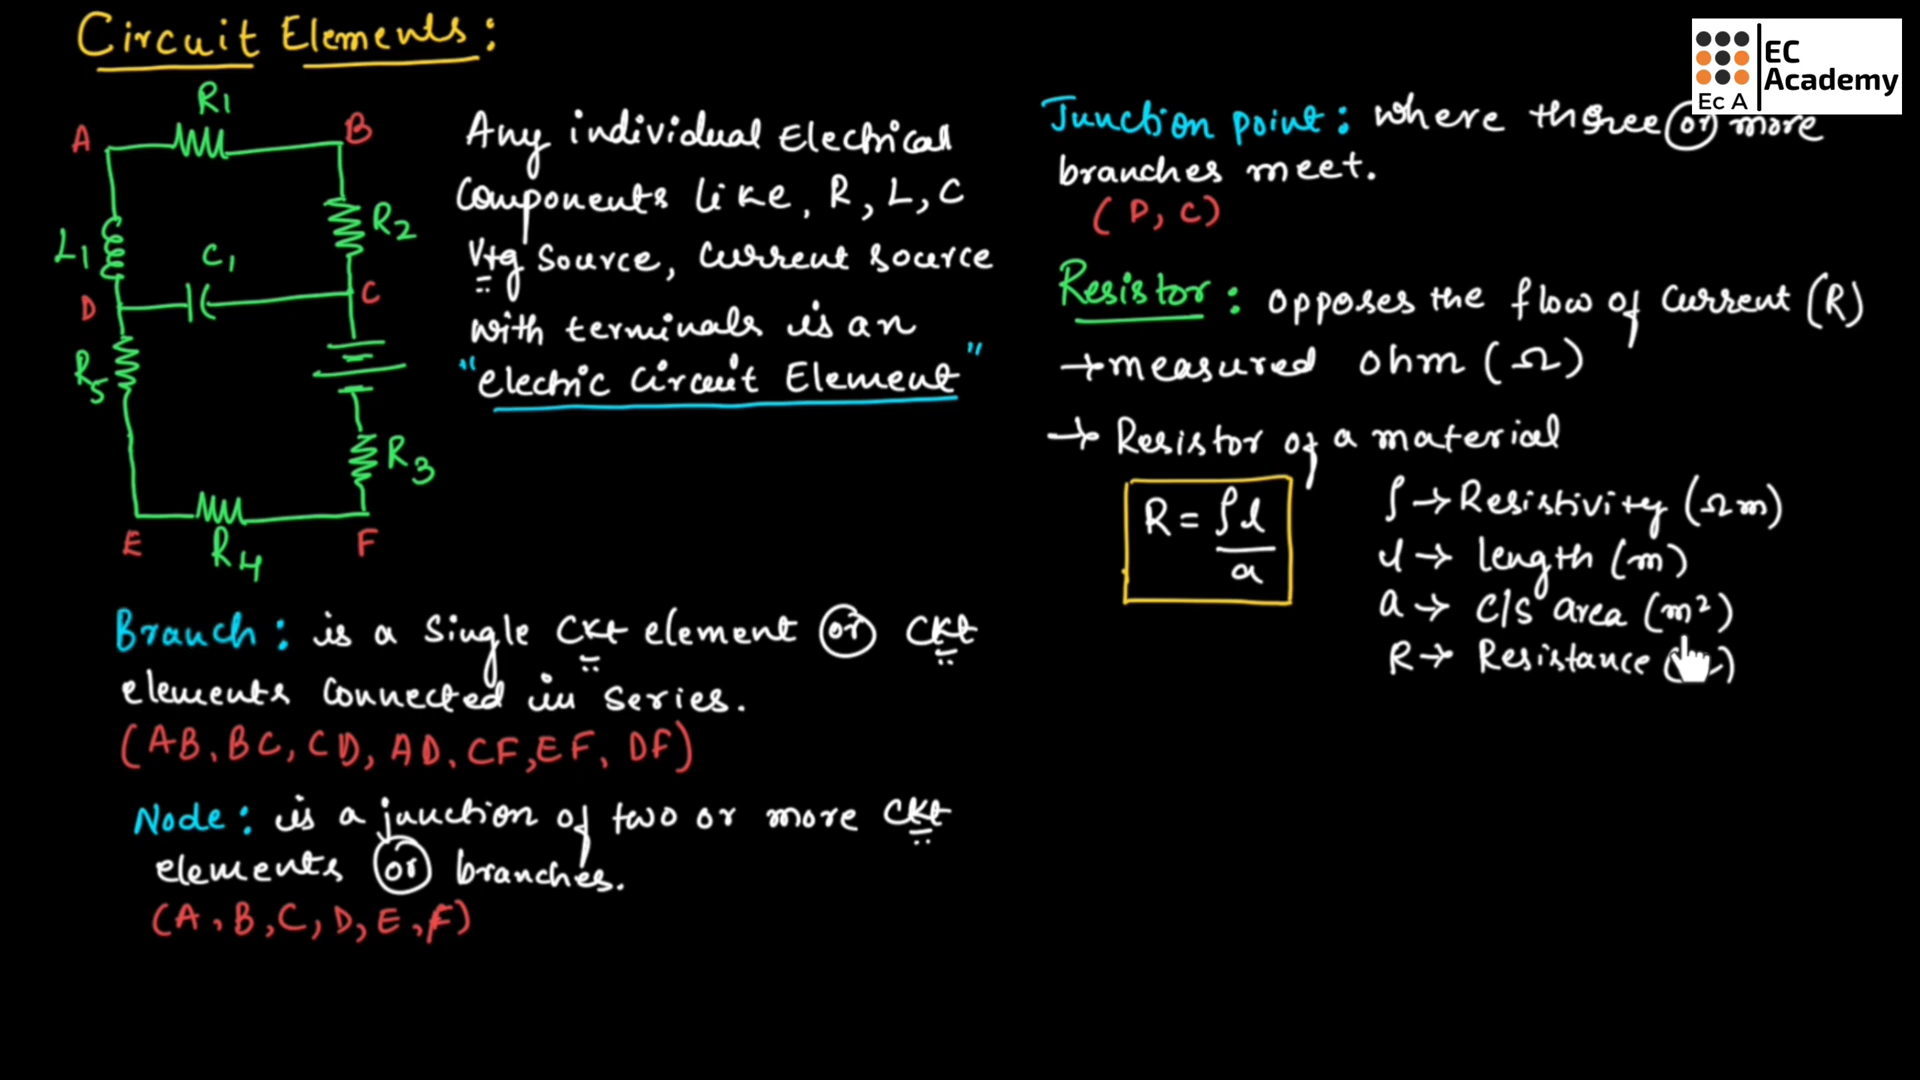 Circuit Elements:
R1
A
B
L1
R2
C1
D
C
R5
R3
E
R4
F
Any individual Electrical
Components like, R, L, C
Vtg Source, Current source
with terminals is an
"electric Circuit Element"
Branch: is a Single Ckt element or Ckt
elements Connected in Series.
(AB, BC, CD, AD, CF, EF, DF)
Node: is a junction of two or more Ckt
elements or branches.
(A, B, C, D, E, F)
EC
Academy
Ec A
Junction point: where three or more
branches meet.
(D, C)
Resistor: opposes the flow of Current (R)
→ measured ohm (Ω)
→ Resistor of a material
R = ρl/a
ρ → Resistivity (Ωm)
l → length (m)
a → C/S area (m²)
R → Resistance